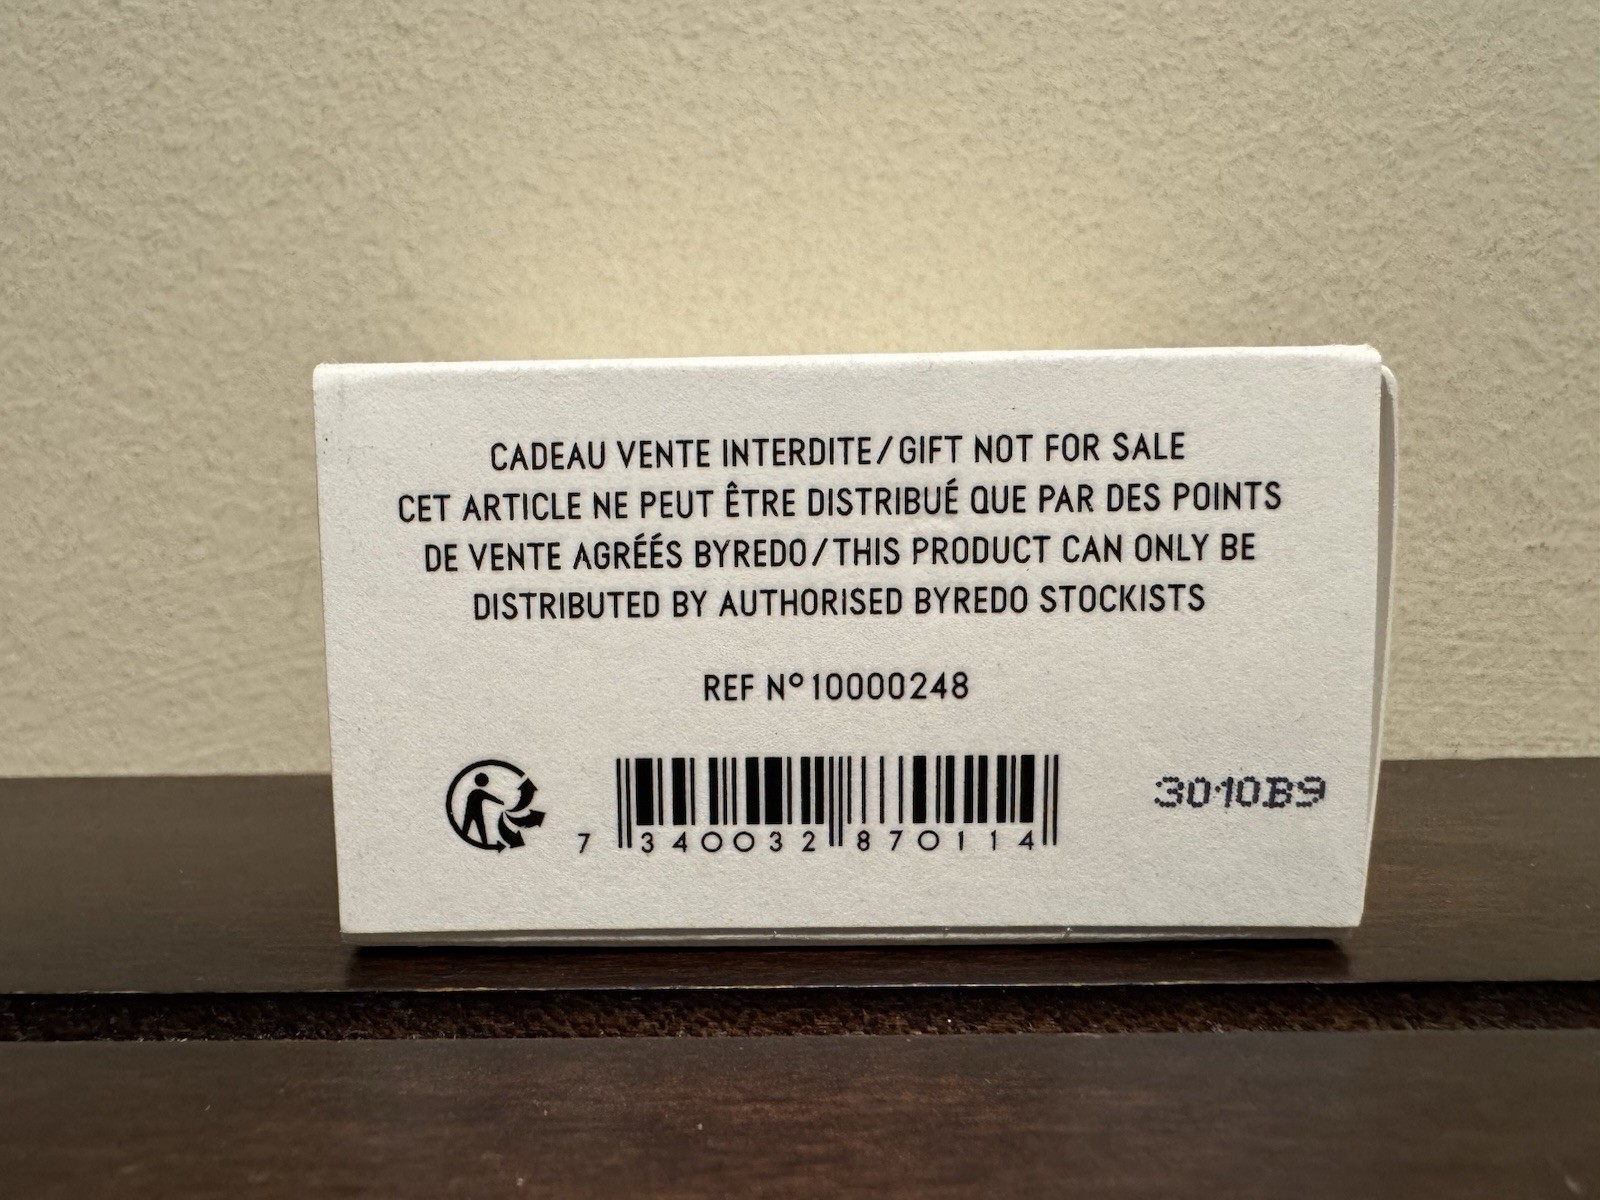 CADEAU VENTE INTERDITE/GIFT NOT FOR SALE
CET ARTICLE NE PEUT ÊTRE DISTRIBUÉ QUE PAR DES POINTS
DE VENTE AGRÉÉS BYREDO/THIS PRODUCT CAN ONLY BE
DISTRIBUTED BY AUTHORISED BYREDO STOCKISTS
REF N°10000248
7 340032 870114
3010B9